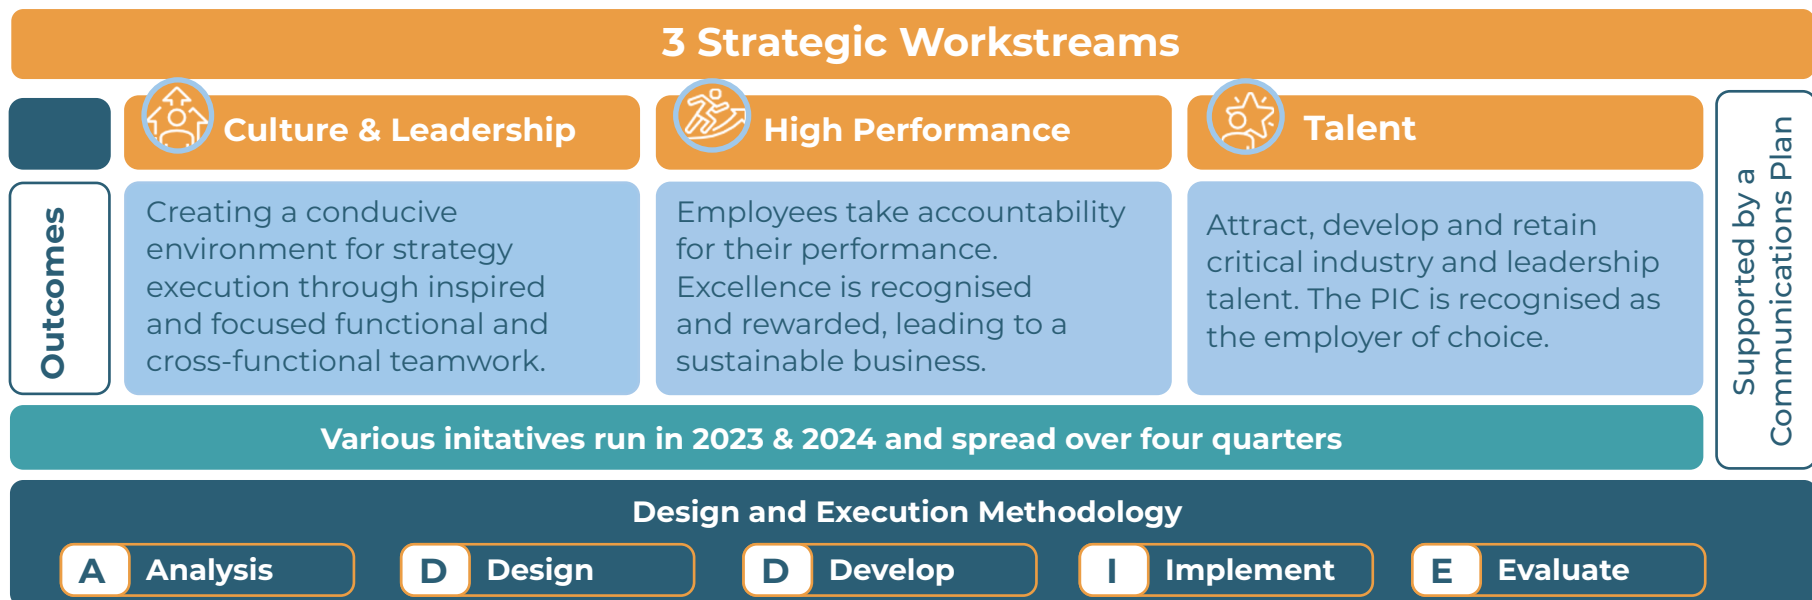 3 Strategic Workstreams
Culture & Leadership
High Performance
Talent
Outcomes
Creating a conducive
environment for strategy
execution through inspired
and focused functional and
cross-functional teamwork.
Employees take accountability
for their performance.
Excellence is recognised
and rewarded, leading to a
sustainable business.
Attract, develop and retain
critical industry and leadership
talent. The PIC is recognised as
the employer of choice.
Supported by a
Communications Plan
Various initatives run in 2023 & 2024 and spread over four quarters
Design and Execution Methodology
A Analysis
D Design
D Develop
I Implement
E Evaluate